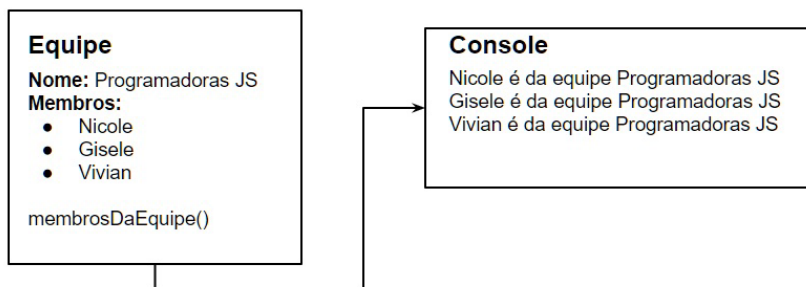 Equipe
Nome: Programadoras JS
Membros:
● Nicole
● Gisele
● Vivian
membrosDaEquipe()
Console
Nicole é da equipe Programadoras JS
Gisele é da equipe Programadoras JS
Vivian é da equipe Programadoras JS